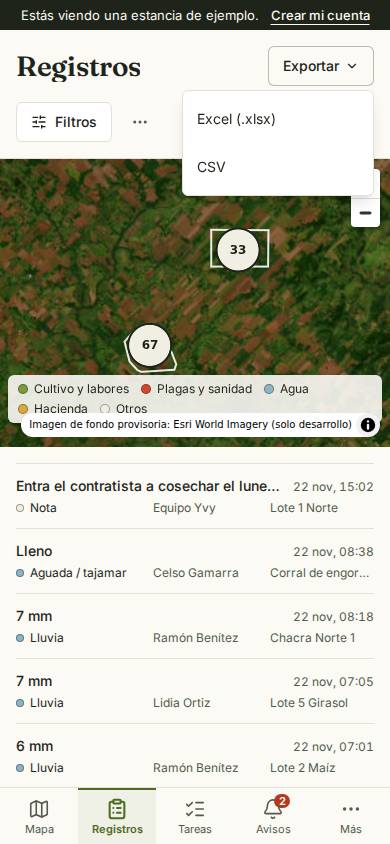 Estás viendo una estancia de ejemplo. Crear mi cuenta
Registros
Exportar
Filtros
Excel (.xlsx)
CSV
33
67
Cultivo y labores
Plagas y sanidad
Agua
Hacienda
Otros
Imagen de fondo provisoria: Esri World Imagery (solo desarrollo)
Entra el contratista a cosechar el lune... 22 nov, 15:02
Nota Equipo Yvy Lote 1 Norte
Lleno 22 nov, 08:38
Aguada / tajamar Celso Gamarra Corral de engor...
7 mm 22 nov, 08:18
Lluvia Ramón Benítez Chacra Norte 1
7 mm 22 nov, 07:05
Lluvia Lidia Ortiz Lote 5 Girasol
6 mm 22 nov, 07:01
Lluvia Ramón Benítez Lote 2 Maíz
2
Mapa Registros Tareas Avisos Más